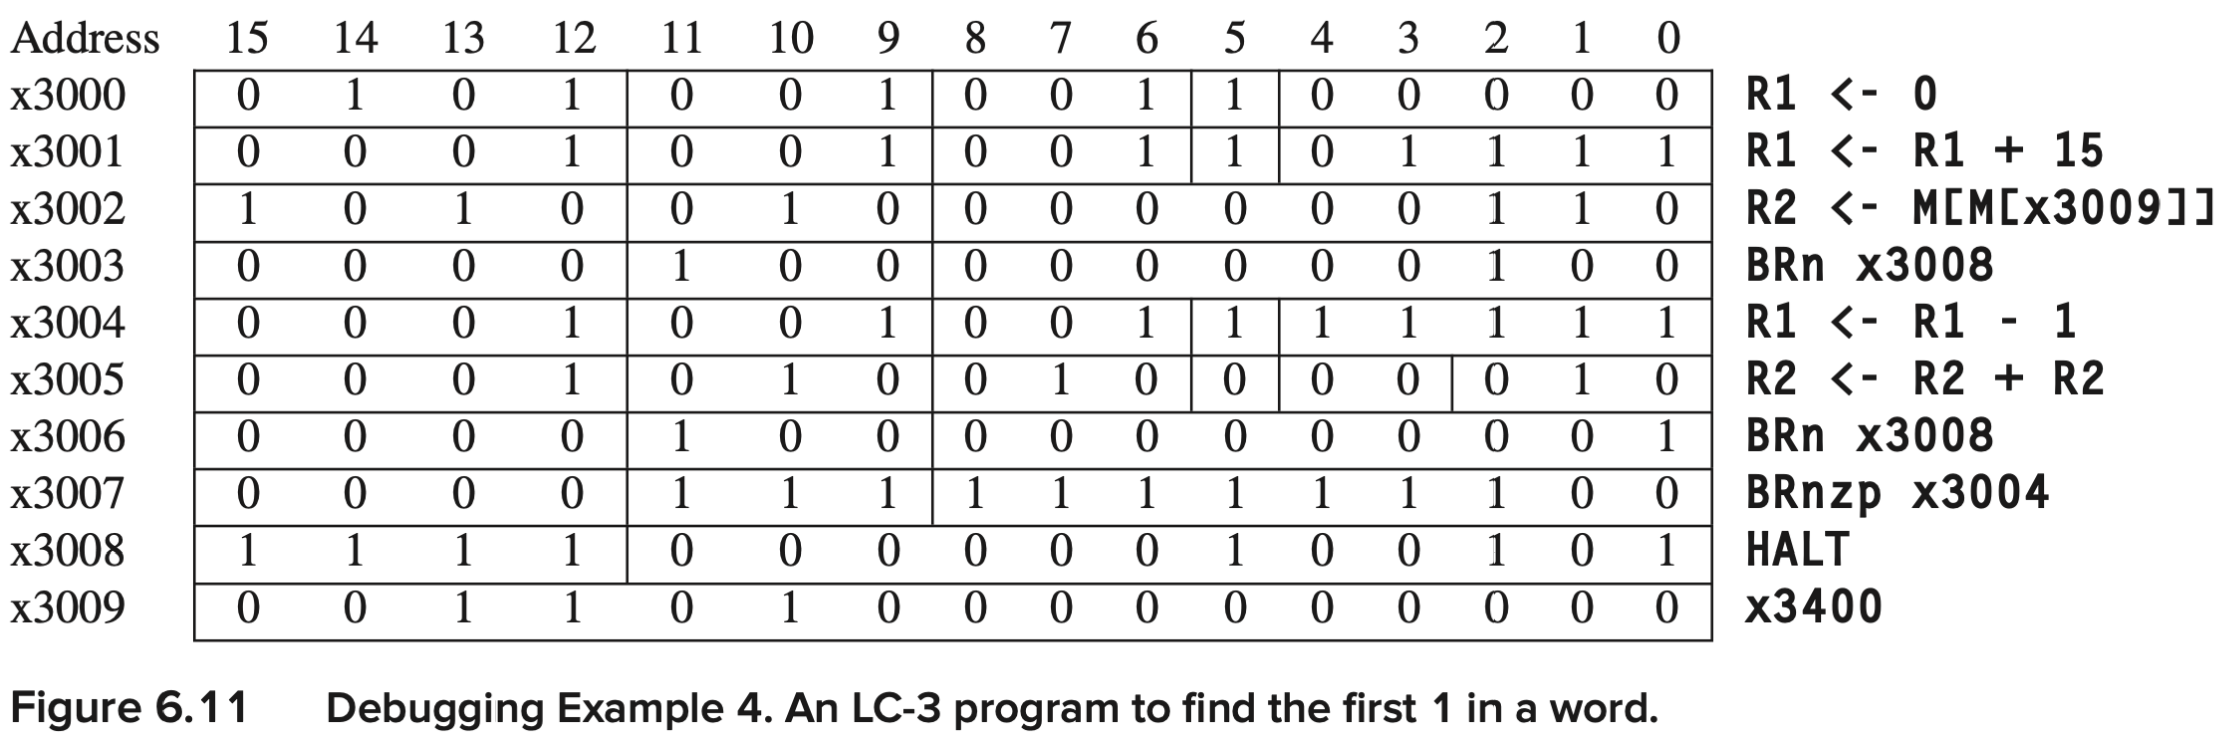 Address 15 14 13 12 11 10 9 8 7 6 5 4 3 2 1 0
x3000 0 1 0 1 0 0 1 0 0 1 1 0 0 0 0 0 R1 <- 0
x3001 0 0 0 1 0 0 1 0 0 1 1 0 1 1 1 1 R1 <- R1 + 15
x3002 1 0 1 0 0 1 0 0 0 0 0 0 0 1 1 0 R2 <- M[M[x3009]]
x3003 0 0 0 0 1 0 0 0 0 0 0 0 0 1 0 0 BRn x3008
x3004 0 0 0 1 0 0 1 0 0 1 1 1 1 1 1 1 R1 <- R1 - 1
x3005 0 0 0 1 0 1 0 0 1 0 0 0 0 0 1 0 R2 <- R2 + R2
x3006 0 0 0 0 1 0 0 0 0 0 0 0 0 0 0 1 BRn x3008
x3007 0 0 0 0 1 1 1 1 1 1 1 1 1 1 0 0 BRnzp x3004
x3008 1 1 1 1 0 0 0 0 0 0 1 0 0 1 0 1 HALT
x3009 0 0 1 1 0 1 0 0 0 0 0 0 0 0 0 0 x3400
Figure 6.11 Debugging Example 4. An LC-3 program to find the first 1 in a word.